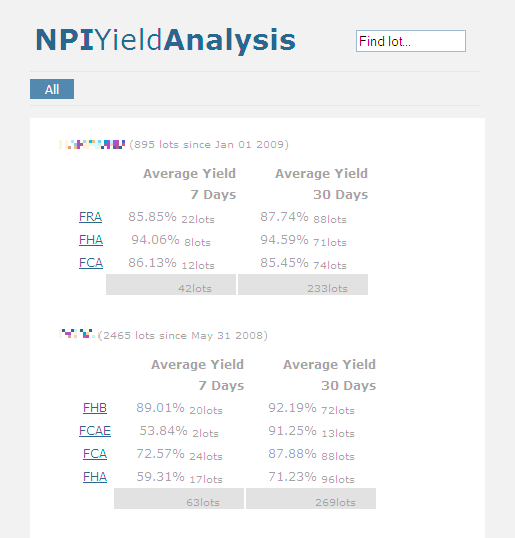 NPIYieldAnalysis
Find lot...
All
(895 lots since Jan 01 2009)
Average Yield Average Yield
7 Days 30 Days
FRA 85.85% 22lots 87.74% 88lots
FHA 94.06% 8lots 94.59% 71lots
FCA 86.13% 12lots 85.45% 74lots
42lots 233lots
(2465 lots since May 31 2008)
Average Yield Average Yield
7 Days 30 Days
FHB 89.01% 20lots 92.19% 72lots
FCAE 53.84% 2lots 91.25% 13lots
FCA 72.57% 24lots 87.88% 88lots
FHA 59.31% 17lots 71.23% 96lots
63lots 269lots